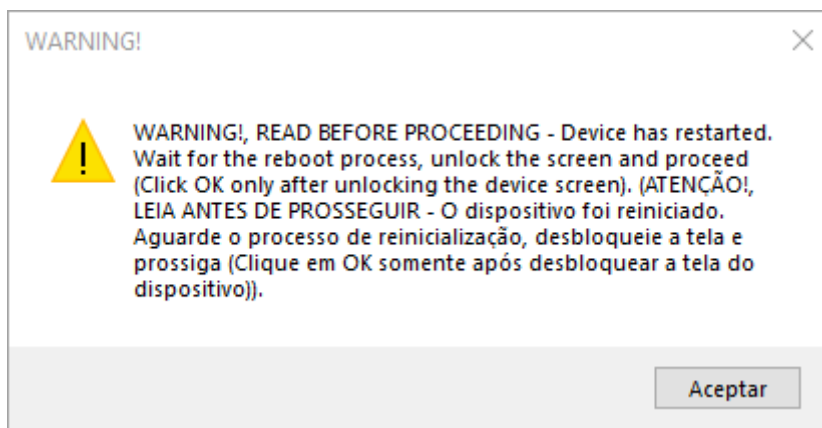 WARNING!
WARNING!, READ BEFORE PROCEEDING - Device has restarted.
Wait for the reboot process, unlock the screen and proceed
(Click OK only after unlocking the device screen). (ATENÇÃO!,
LEIA ANTES DE PROSSEGUIR - O dispositivo foi reiniciado.
Aguarde o processo de reinicialização, desbloqueie a tela e
prossiga (Clique em OK somente após desbloquear a tela do
dispositivo)).
Aceptar